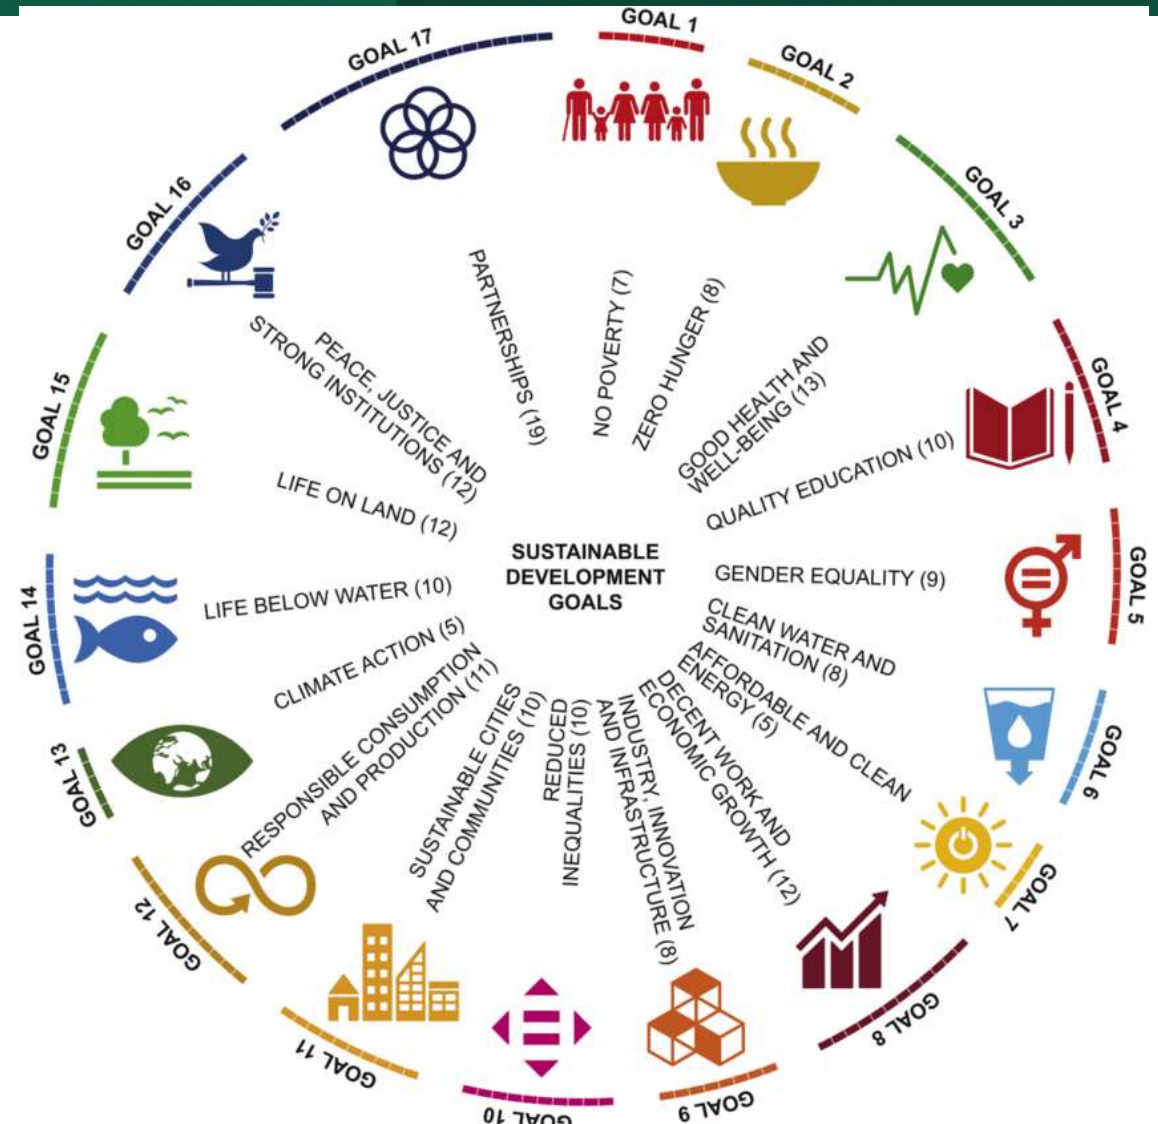 GOAL 1
GOAL 2
GOAL 3
GOAL 4
GOAL 5
GOAL 6
GOAL 7
GOAL 8
GOAL 9
GOAL 10
GOAL 11
GOAL 12
GOAL 13
GOAL 14
GOAL 15
GOAL 16
GOAL 17
NO POVERTY (7)
ZERO HUNGER (8)
GOOD HEALTH AND
WELL-BEING (13)
QUALITY EDUCATION (10)
GENDER EQUALITY (9)
CLEAN WATER AND
SANITATION (8)
AFFORDABLE AND CLEAN
ENERGY (5)
DECENT WORK AND
ECONOMIC GROWTH (12)
INDUSTRY, INNOVATION
AND INFRASTRUCTURE (8)
REDUCED
INEQUALITIES (10)
SUSTAINABLE CITIES
AND COMMUNITIES (10)
RESPONSIBLE CONSUMPTION
AND PRODUCTION (11)
CLIMATE ACTION (5)
LIFE BELOW WATER (10)
LIFE ON LAND (12)
PEACE, JUSTICE AND
STRONG INSTITUTIONS (12)
PARTNERSHIPS (19)
SUSTAINABLE
DEVELOPMENT
GOALS